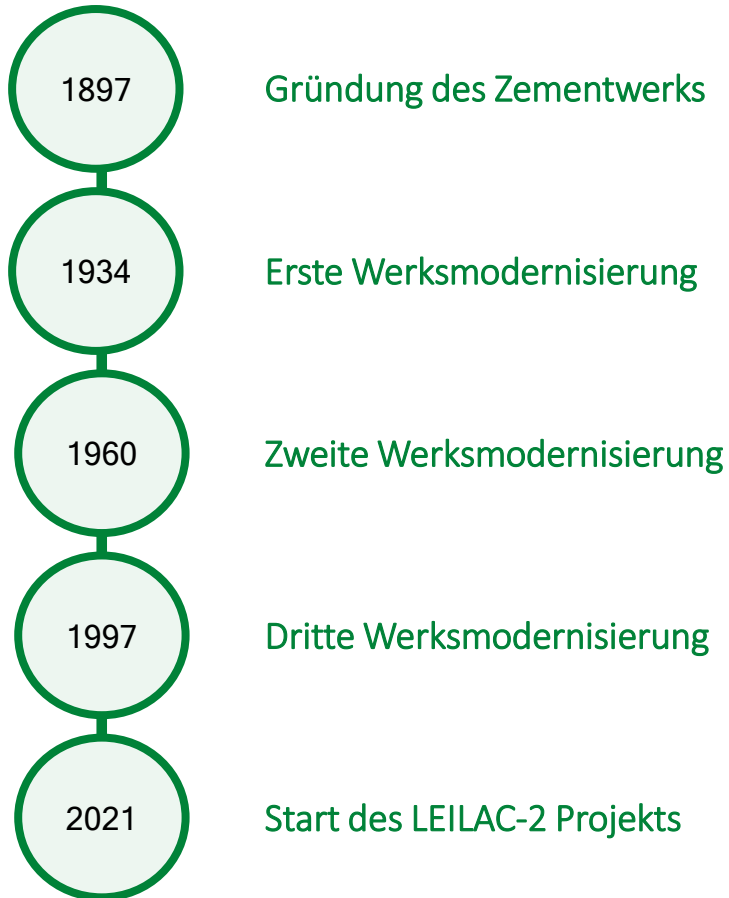 1897 Gründung des Zementwerks
1934 Erste Werksmodernisierung
1960 Zweite Werksmodernisierung
1997 Dritte Werksmodernisierung
2021 Start des LEILAC-2 Projekts